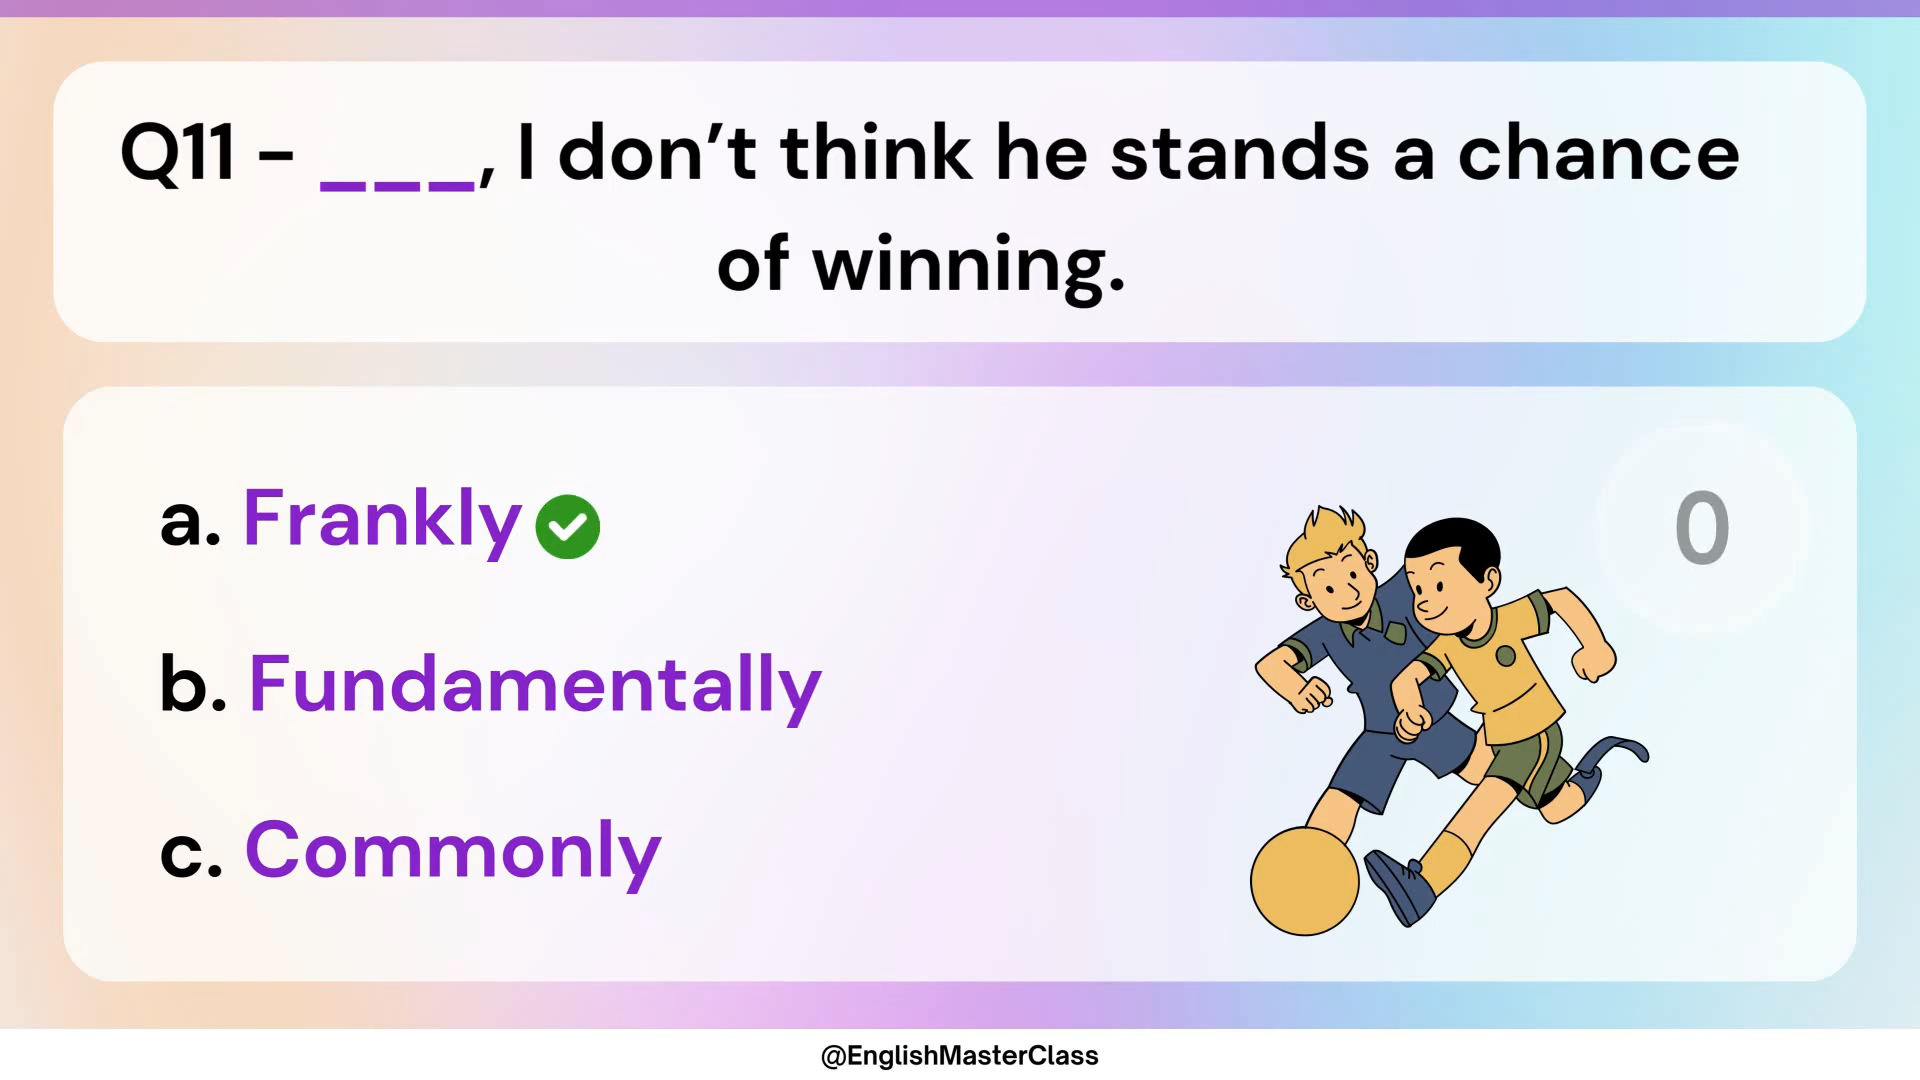 Q11 - ___, I don’t think he stands a chance
of winning.
a. Frankly
0
b. Fundamentally
c. Commonly
@EnglishMasterClass